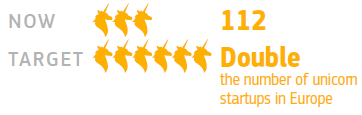 NOW 112
TARGET Double
the number of unicorn
startups in Europe